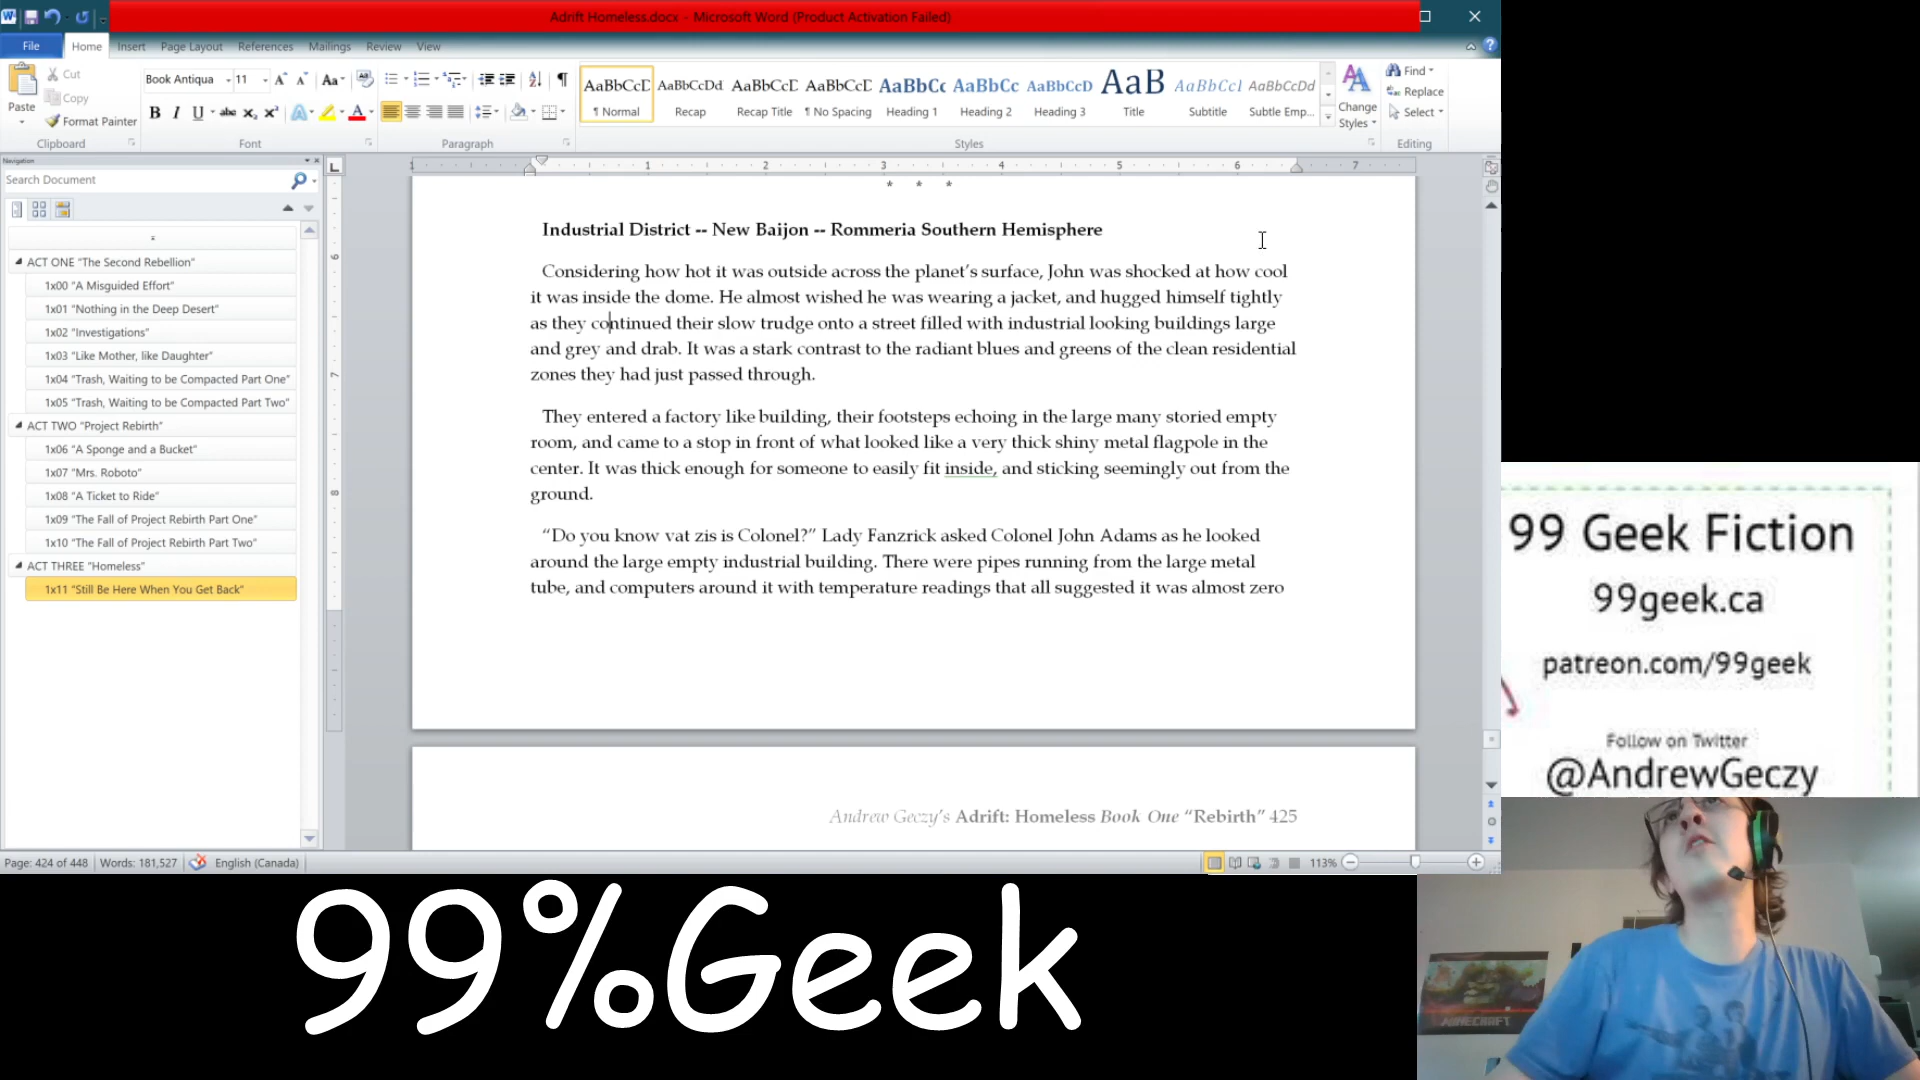 Adrift Homeless.docx - Microsoft Word (Product Activation Failed)
File Home Insert Page Layout References Mailings Review View
Paste
Cut
Copy
Format Painter
Clipboard
Book Antiqua 11
Font
Paragraph
AaBbCcD AaBbCcDd AaBbCcD AaBbCcD AaBbCc AaBbCc AaBbCcD AaB AaBbCcI AaBbCcDd
¶ Normal Recap Recap Title ¶ No Spacing Heading 1 Heading 2 Heading 3 Title Subtitle Subtle Emp...
Styles
Change
Styles
Find
Replace
Select
Editing
Navigation
Search Document
ACT ONE “The Second Rebellion”
1x00 “A Misguided Effort”
1x01 “Nothing in the Deep Desert”
1x02 “Investigations”
1x03 “Like Mother, like Daughter”
1x04 “Trash, Waiting to be Compacted Part One”
1x05 “Trash, Waiting to be Compacted Part Two”
ACT TWO “Project Rebirth”
1x06 “A Sponge and a Bucket”
1x07 “Mrs. Roboto”
1x08 “A Ticket to Ride”
1x09 “The Fall of Project Rebirth Part One”
1x10 “The Fall of Project Rebirth Part Two”
ACT THREE “Homeless”
1x11 “Still Be Here When You Get Back”
1 1 2 3 4 5 6 7
* * *
Industrial District -- New Baijon -- Rommeria Southern Hemisphere
Considering how hot it was outside across the planet’s surface, John was shocked at how cool
it was inside the dome. He almost wished he was wearing a jacket, and hugged himself tightly
as they continued their slow trudge onto a street filled with industrial looking buildings large
and grey and drab. It was a stark contrast to the radiant blues and greens of the clean residential
zones they had just passed through.
They entered a factory like building, their footsteps echoing in the large many storied empty
room, and came to a stop in front of what looked like a very thick shiny metal flagpole in the
center. It was thick enough for someone to easily fit inside, and sticking seemingly out from the
ground.
“Do you know vat zis is Colonel?” Lady Fanzrick asked Colonel John Adams as he looked
around the large empty industrial building. There were pipes running from the large metal
tube, and computers around it with temperature readings that all suggested it was almost zero
Andrew Geczy’s Adrift: Homeless Book One “Rebirth” 425
Page: 424 of 448 Words: 181,527 English (Canada) 113%
99 Geek Fiction
99geek.ca
patreon.com/99geek
Follow on Twitter
@AndrewGeczy
MINECRAFT
99%Geek